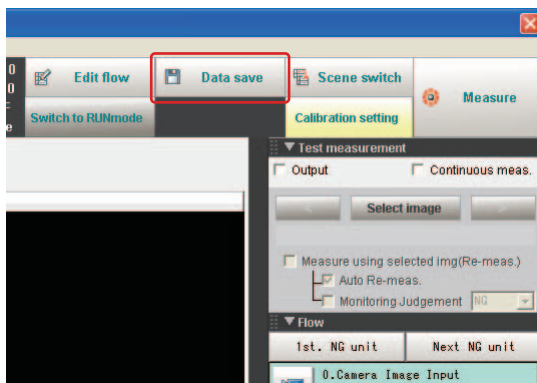 0
0
Edit flow
Data save
Scene switch
Measure
Switch to RUNmode
Calibration setting
Test measurement
Output
Continuous meas.
<
Select image
>
Measure using selected img(Re-meas.)
Auto Re-meas.
Monitoring Judgement
NG
Flow
1st. NG unit
Next NG unit
0.Camera Image Input